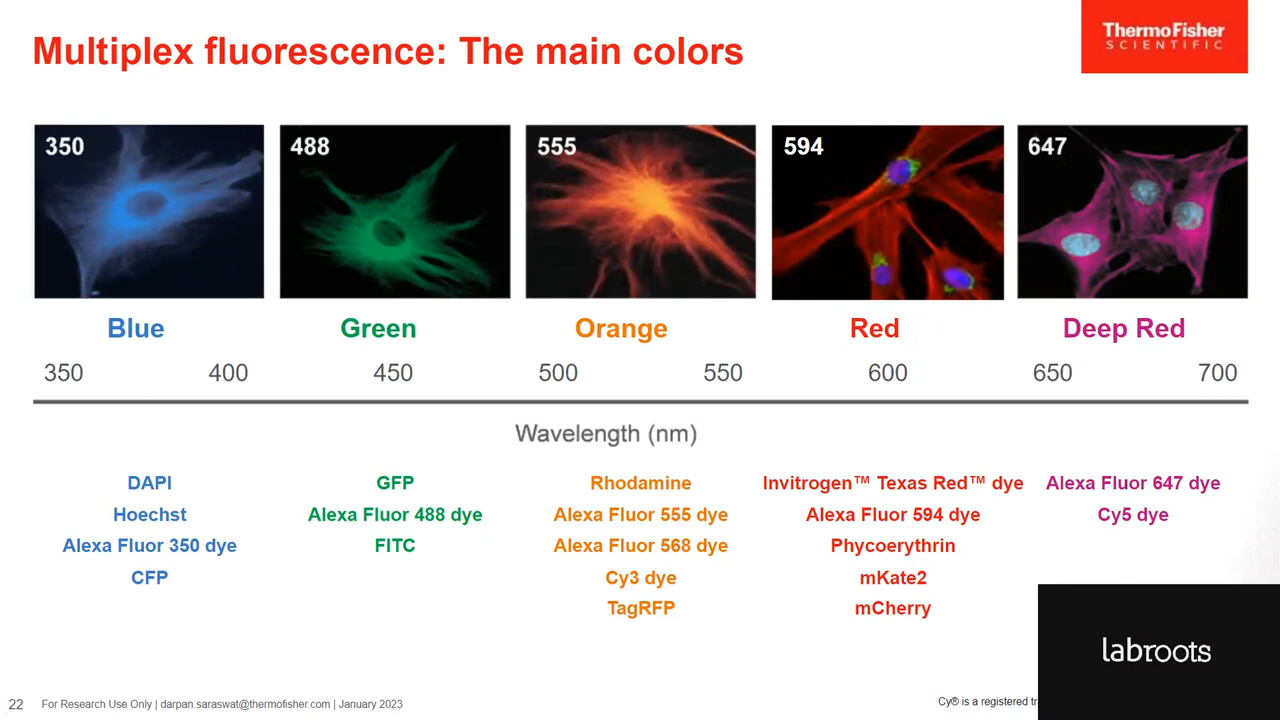 Multiplex fluorescence: The main colors
ThermoFisher
SCIENTIFIC
350
488
555
594
647
Blue
Green
Orange
Red
Deep Red
350 400 450 500 550 600 650 700
Wavelength (nm)
DAPI
Hoechst
Alexa Fluor 350 dye
CFP
GFP
Alexa Fluor 488 dye
FITC
Rhodamine
Alexa Fluor 555 dye
Alexa Fluor 568 dye
Cy3 dye
TagRFP
Invitrogen™ Texas Red™ dye
Alexa Fluor 594 dye
Phycoerythrin
mKate2
mCherry
Alexa Fluor 647 dye
Cy5 dye
labroots
22 For Research Use Only | darpan.saraswat@thermofisher.com | January 2023
Cy® is a registered